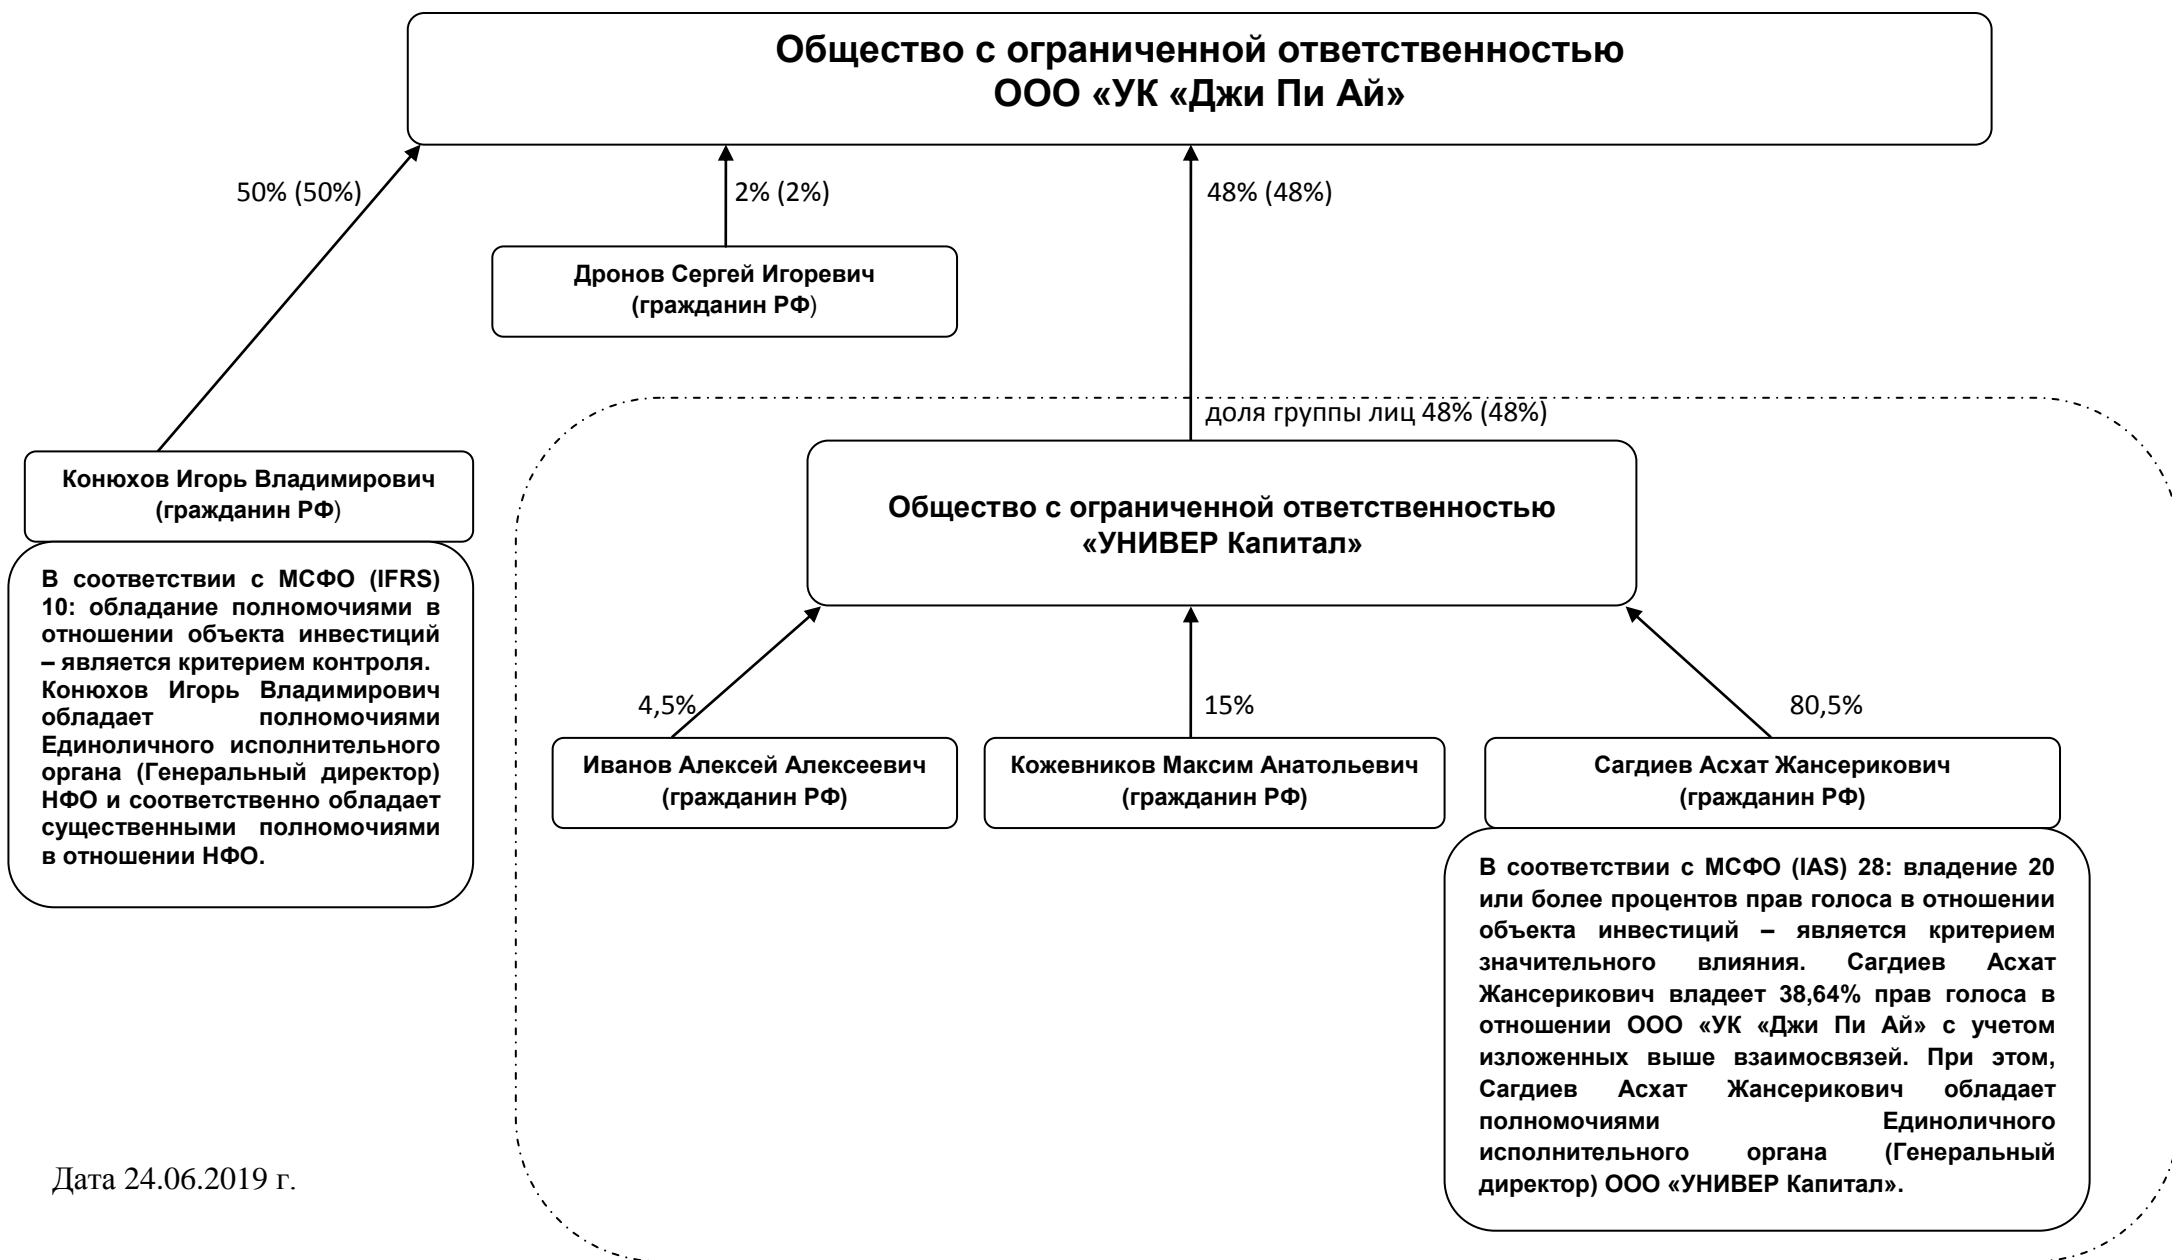 Общество с ограниченной ответственностью
ООО «УК «Джи Пи Ай»
50% (50%)
2% (2%)
48% (48%)
Дронов Сергей Игоревич
(гражданин РФ)
доля группы лиц 48% (48%)
Конюхов Игорь Владимирович
(гражданин РФ)
В соответствии с МСФО (IFRS)
10: обладание полномочиями в
отношении объекта инвестиций
– является критерием контроля.
Конюхов Игорь Владимирович
обладает полномочиями
Единоличного исполнительного
органа (Генеральный директор)
НФО и соответственно обладает
существенными полномочиями
в отношении НФО.
Общество с ограниченной ответственностью
«УНИВЕР Капитал»
4,5%
15%
80,5%
Иванов Алексей Алексеевич
(гражданин РФ)
Кожевников Максим Анатольевич
(гражданин РФ)
Сагдиев Асхат Жансерикович
(гражданин РФ)
В соответствии с МСФО (IAS) 28: владение 20
или более процентов прав голоса в отношении
объекта инвестиций – является критерием
значительного влияния. Сагдиев Асхат
Жансерикович владеет 38,64% прав голоса в
отношении ООО «УК «Джи Пи Ай» с учетом
изложенных выше взаимосвязей. При этом,
Сагдиев Асхат Жансерикович обладает
полномочиями Единоличного
исполнительного органа (Генеральный
директор) ООО «УНИВЕР Капитал».
Дата 24.06.2019 г.